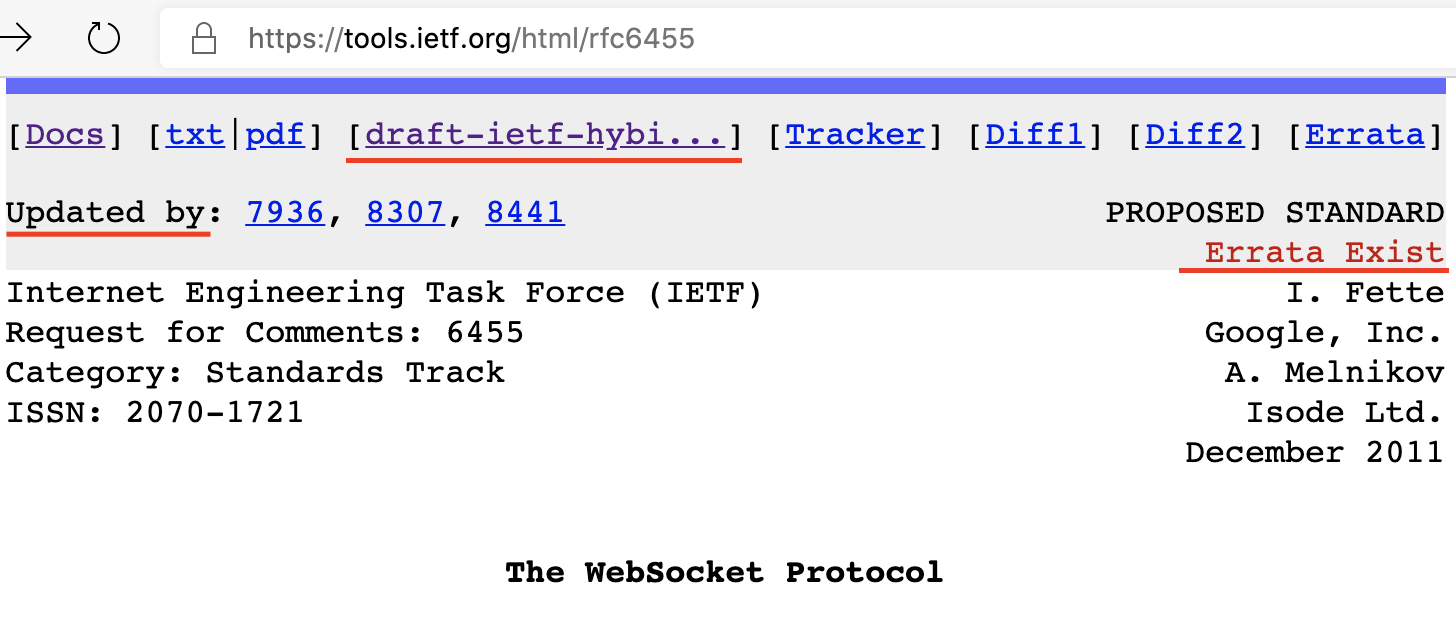 https://tools.ietf.org/html/rfc6455
[Docs] [txt|pdf] [draft-ietf-hybi...] [Tracker] [Diff1] [Diff2] [Errata]
Updated by: 7936, 8307, 8441 PROPOSED STANDARD
Errata Exist
Internet Engineering Task Force (IETF) I. Fette
Request for Comments: 6455 Google, Inc.
Category: Standards Track A. Melnikov
ISSN: 2070-1721 Isode Ltd.
December 2011
The WebSocket Protocol